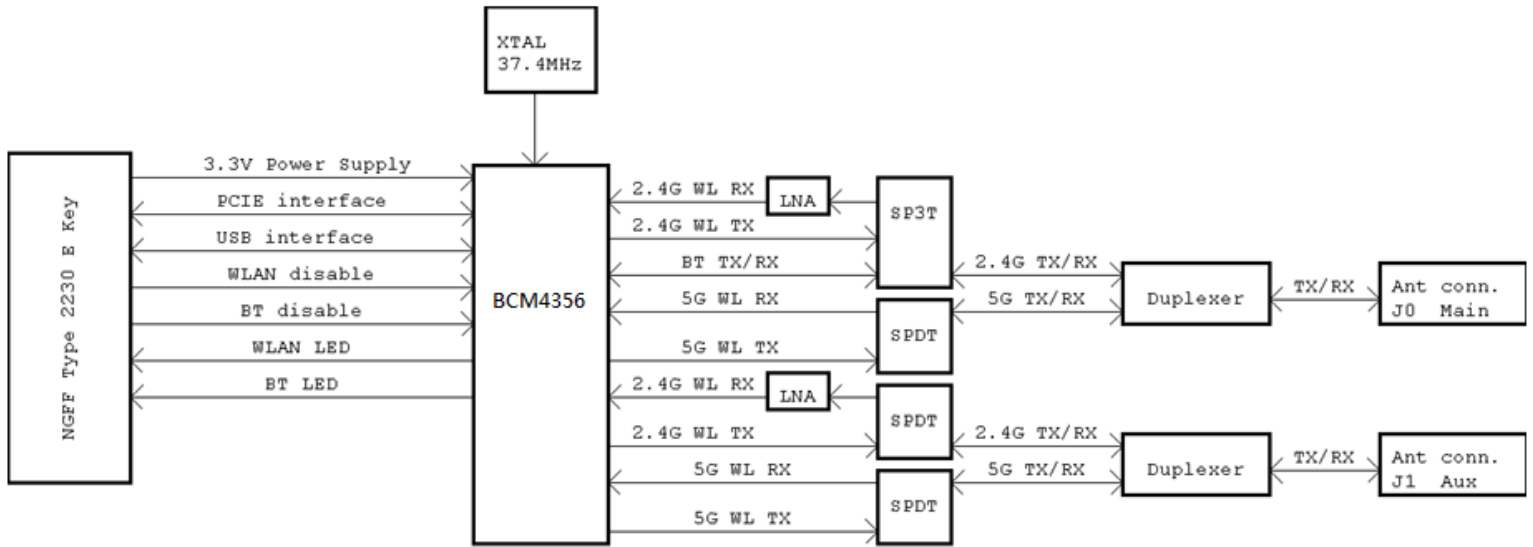 XTAL
37.4MHz
NGFF Type 2230 E Key
3.3V Power Supply
PCIE interface
USB interface
WLAN disable
BT disable
WLAN LED
BT LED
BCM4356
2.4G WL RX
LNA
SP3T
2.4G WL TX
BT TX/RX
2.4G TX/RX
5G WL RX
5G TX/RX
SPDT
5G WL TX
Duplexer
TX/RX
Ant conn.
J0 Main
2.4G WL RX
LNA
SPDT
2.4G WL TX
2.4G TX/RX
5G WL RX
5G TX/RX
SPDT
5G WL TX
Duplexer
TX/RX
Ant conn.
J1 Aux